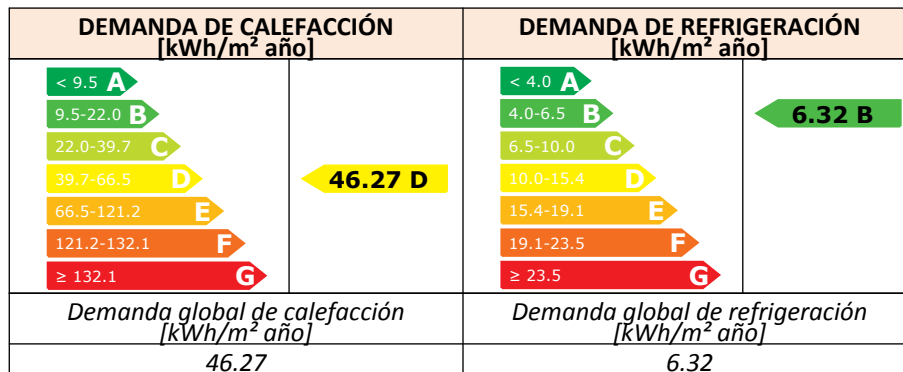 DEMANDA DE CALEFACCIÓN
[kWh/m² año]
DEMANDA DE REFRIGERACIÓN
[kWh/m² año]
< 9.5 A
9.5-22.0 B
22.0-39.7 C
39.7-66.5 D
66.5-121.2 E
121.2-132.1 F
≥ 132.1 G
46.27 D
< 4.0 A
4.0-6.5 B
6.5-10.0 C
10.0-15.4 D
15.4-19.1 E
19.1-23.5 F
≥ 23.5 G
6.32 B
Demanda global de calefacción
[kWh/m² año]
Demanda global de refrigeración
[kWh/m² año]
46.27
6.32